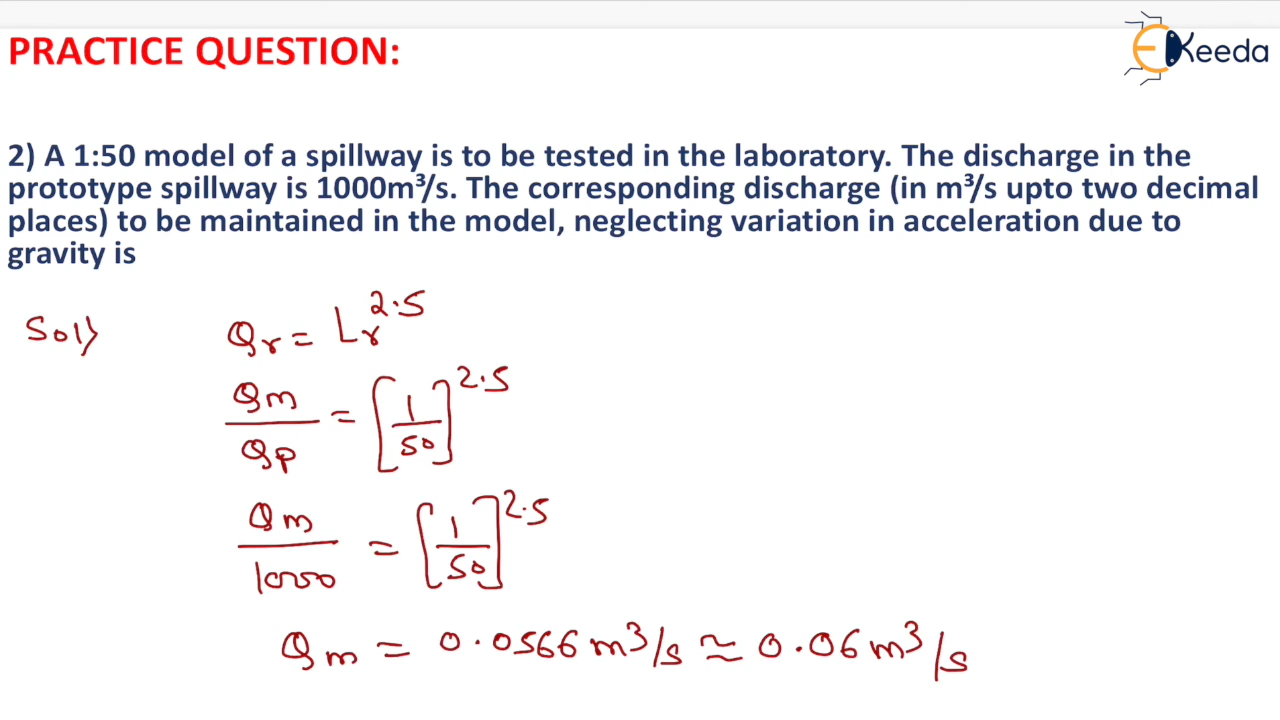 PRACTICE QUESTION:
EKeeda
2) A 1:50 model of a spillway is to be tested in the laboratory. The discharge in the
prototype spillway is 1000m³/s. The corresponding discharge (in m³/s upto two decimal
places) to be maintained in the model, neglecting variation in acceleration due to
gravity is
Sol) Qr = Lr^2.5
Qm/Qp = [1/50]^2.5
Qm/1000 = [1/50]^2.5
Qm = 0.0566 m³/s ≈ 0.06 m³/s